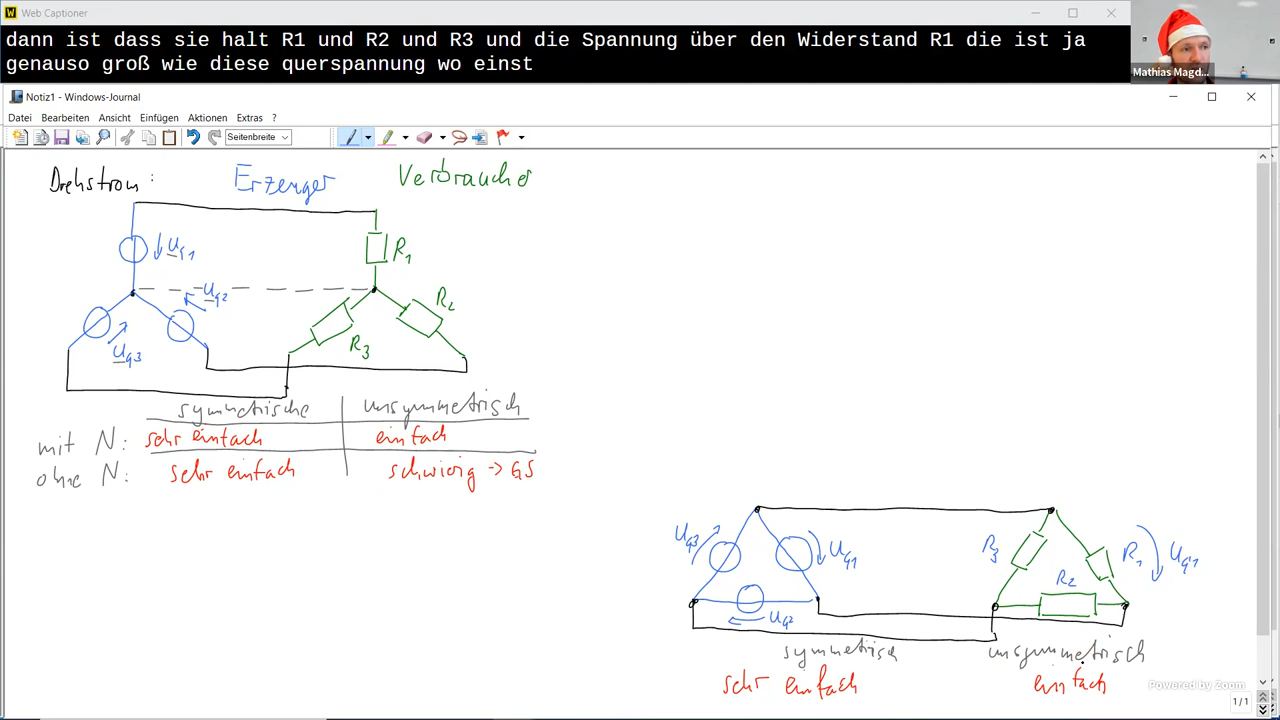 Web Captioner
dann ist dass sie halt R1 und R2 und R3 und die Spannung über den Widerstand R1 die ist ja
genauso groß wie diese querspannung wo einst
Mathias Magd...
Notiz1 - Windows-Journal
Datei Bearbeiten Ansicht Einfügen Aktionen Extras ?
Seitenbreite
Drehstrom: Erzeuger Verbraucher
Uq1 R1
Uq2 R2
Uq3 R3
symmetrische unsymmetrisch
mit N: sehr einfach einfach
ohne N: sehr einfach schwierig -> GS
Uq3 Uq1 R3 R1 Uq1
Uq2 R2
symmetrisch unsymmetrisch
sehr einfach einfach
Powered by Zoom
1/1